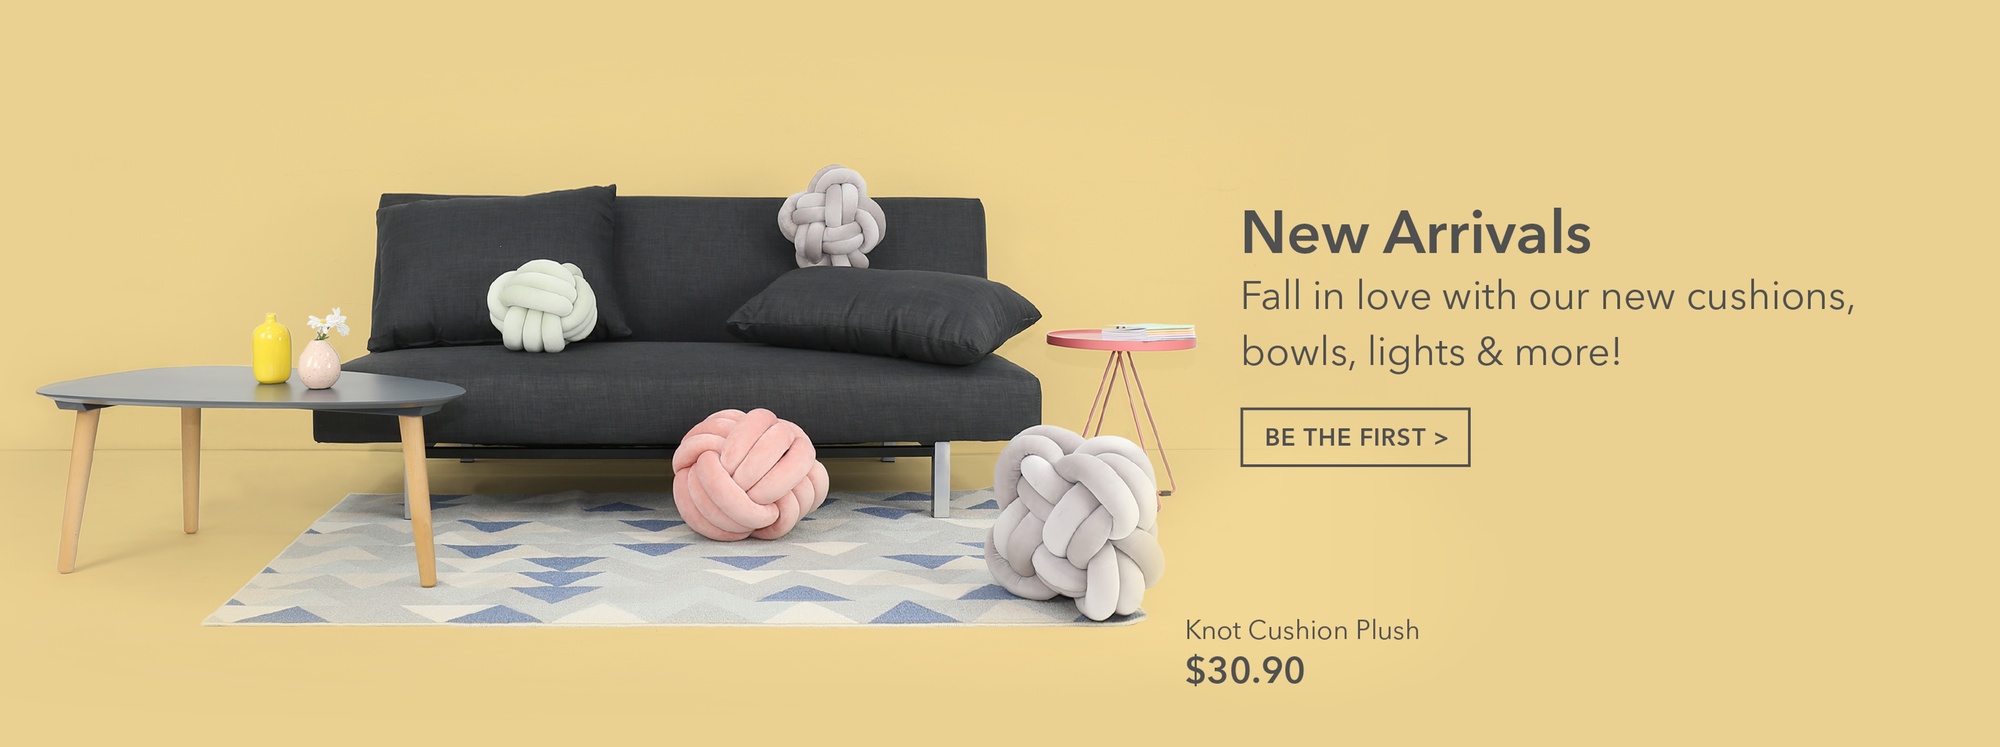 New Arrivals
Fall in love with our new cushions,
bowls, lights & more!
BE THE FIRST >
Knot Cushion Plush
$30.90